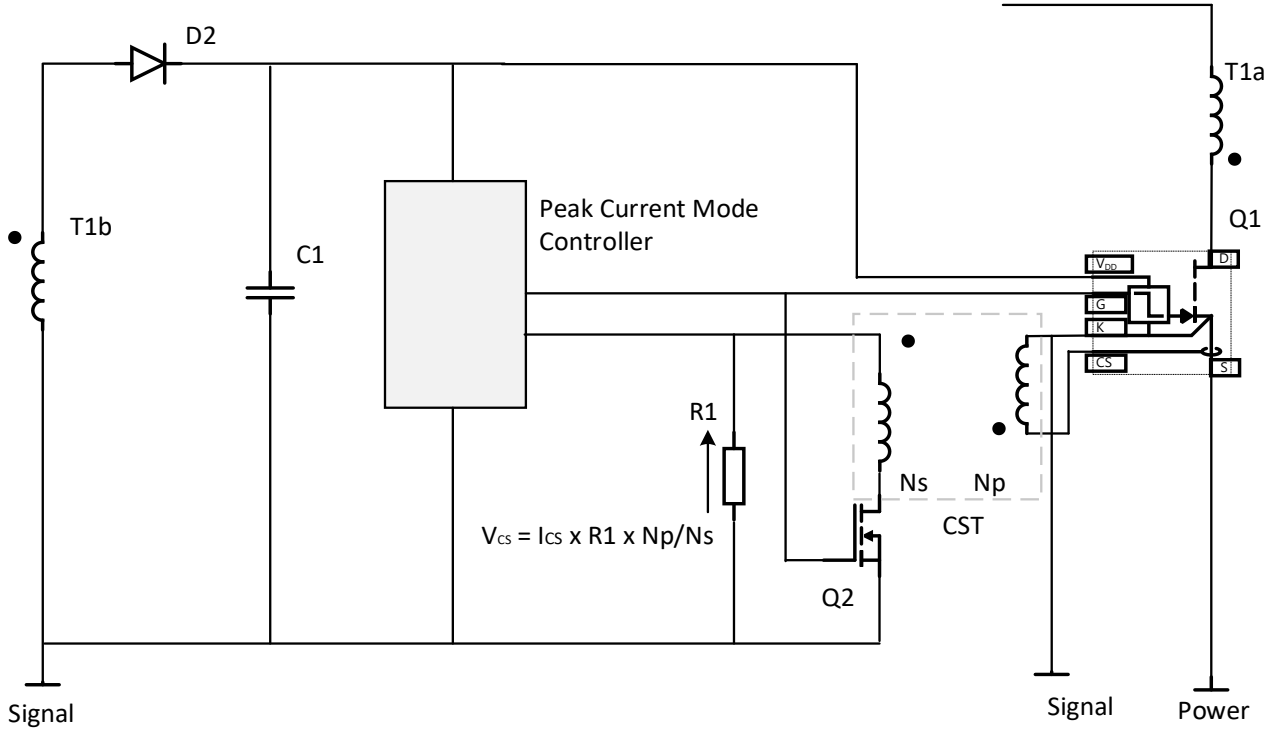 D2
T1a
T1b
Peak Current Mode
Controller
Q1
C1
VDD
D
G
K
CS
S
R1
Ns
Np
VCS = ICS x R1 x Np/Ns
CST
Q2
Signal
Signal
Power